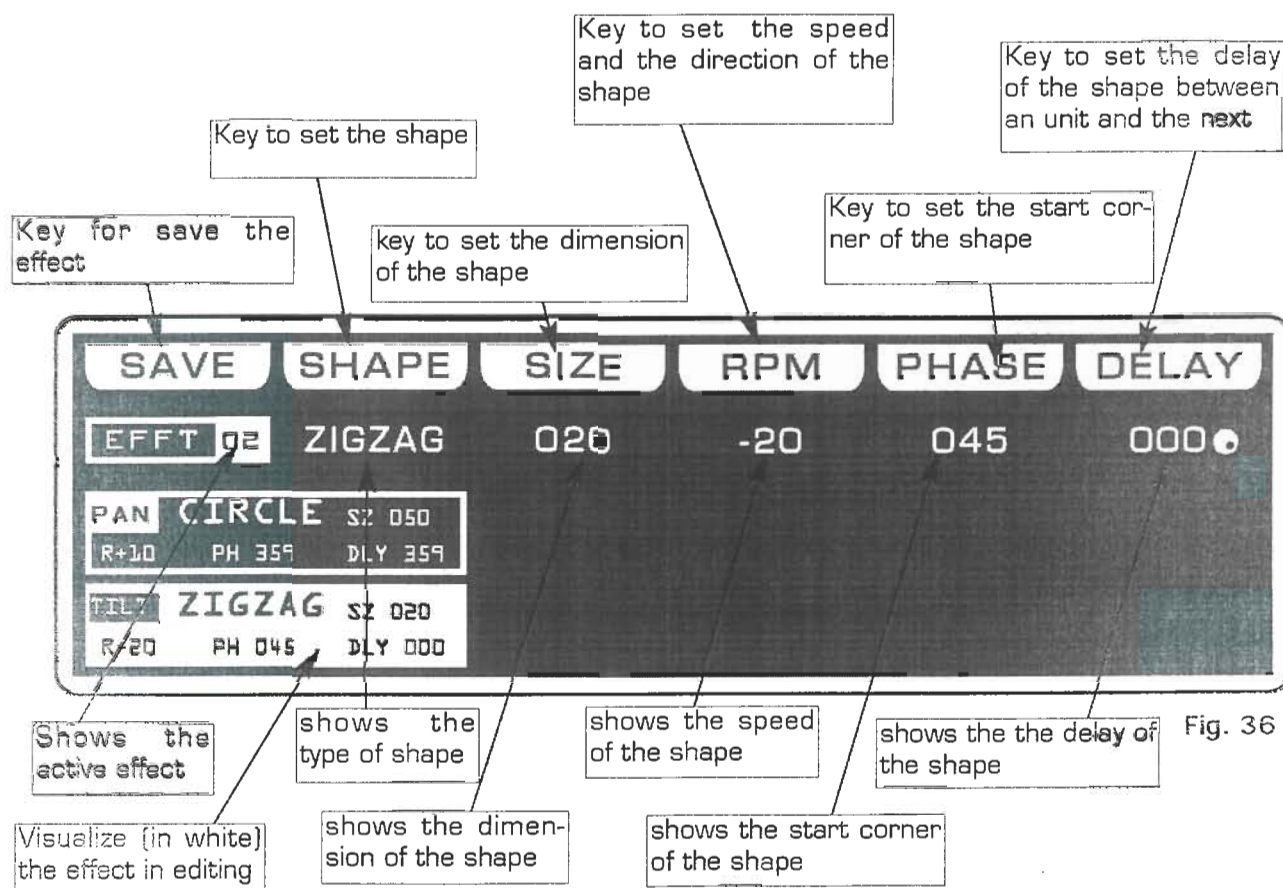 Key to set the speed
and the direction of the
shape
Key to set the delay
of the shape between
an unit and the next
Key to set the shape
Key to set the start cor-
ner of the shape
Key for save the
effect
key to set the dimension
of the shape
SAVE SHAPE SIZE RPM PHASE DELAY
EFFT 02 ZIGZAG 020 -20 045 000
PAN CIRCLE SZ 050
R+10 PH 359 DLY 359
TILT ZIGZAG SZ 020
R-20 PH 045 DLY 000
Shows the
active effect
shows the
type of shape
shows the speed
of the shape
shows the the delay of
the shape
Fig. 36
Visualize (in white)
the effect in editing
shows the dimen-
sion of the shape
shows the start corner
of the shape